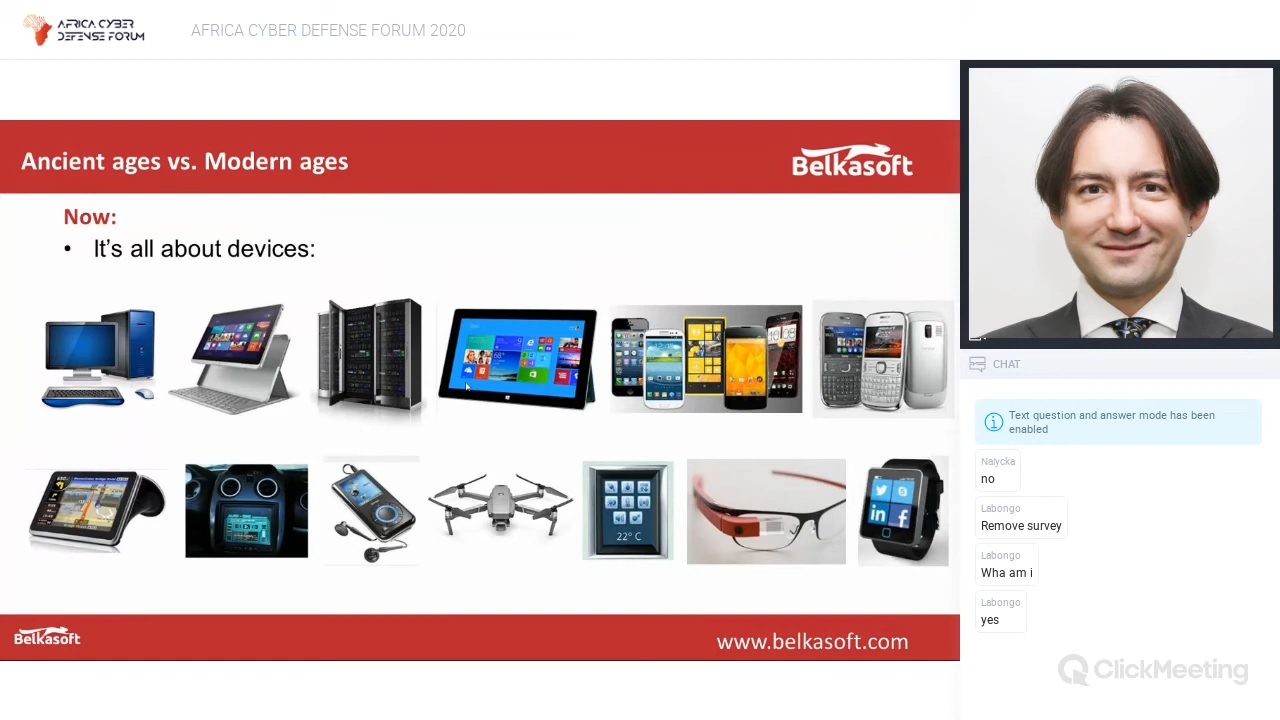 AFRICA CYBER
DEFENSE FORUM
AFRICA CYBER DEFENSE FORUM 2020
Ancient ages vs. Modern ages
Belkasoft
Now:
• It's all about devices:
22° C
Belkasoft
www.belkasoft.com
CHAT
Text question and answer mode has been
enabled
Nalycka
no
Labongo
Remove survey
Labongo
Wha am i
Labongo
yes
ClickMeeting